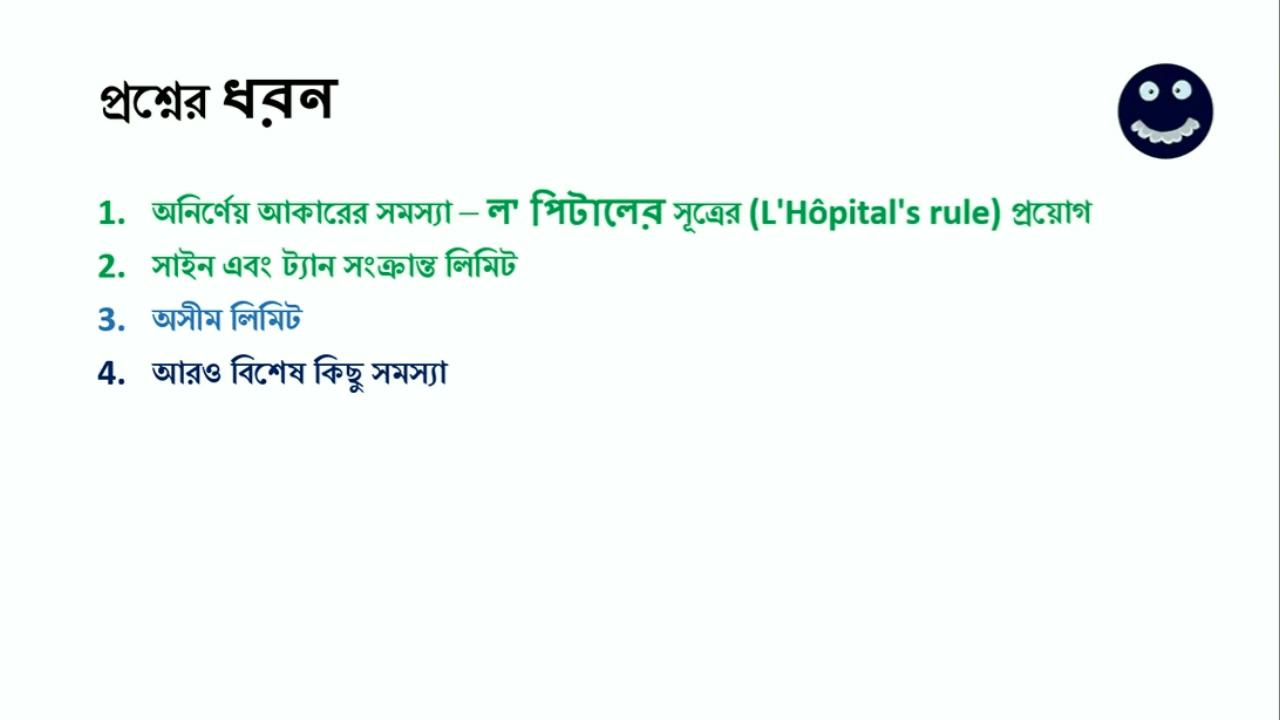 প্রশ্নের ধরন
1. অনির্ণেয় আকারের সমস্যা – ল' পিটালের সূত্রের (L'Hôpital's rule) প্রয়োগ
2. সাইন এবং ট্যান সংক্রান্ত লিমিট
3. অসীম লিমিট
4. আরও বিশেষ কিছু সমস্যা